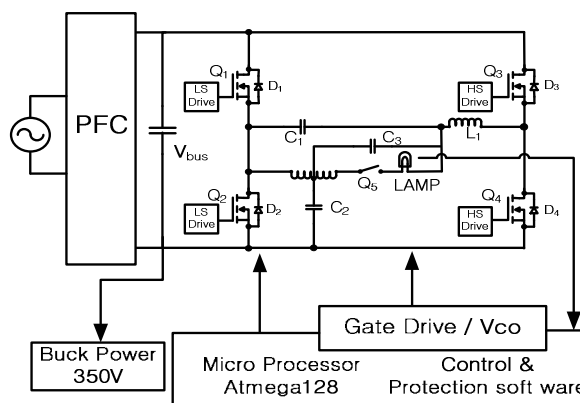 PFC
V bus
Q1
LS Drive
D1
Q3
HS Drive
D3
C1
C3
L1
Q5
LAMP
Q2
LS Drive
D2
C2
Q4
HS Drive
D4
Buck Power
350V
Gate Drive / Vco
Micro Processor
Atmega128
Control &
Protection soft ware